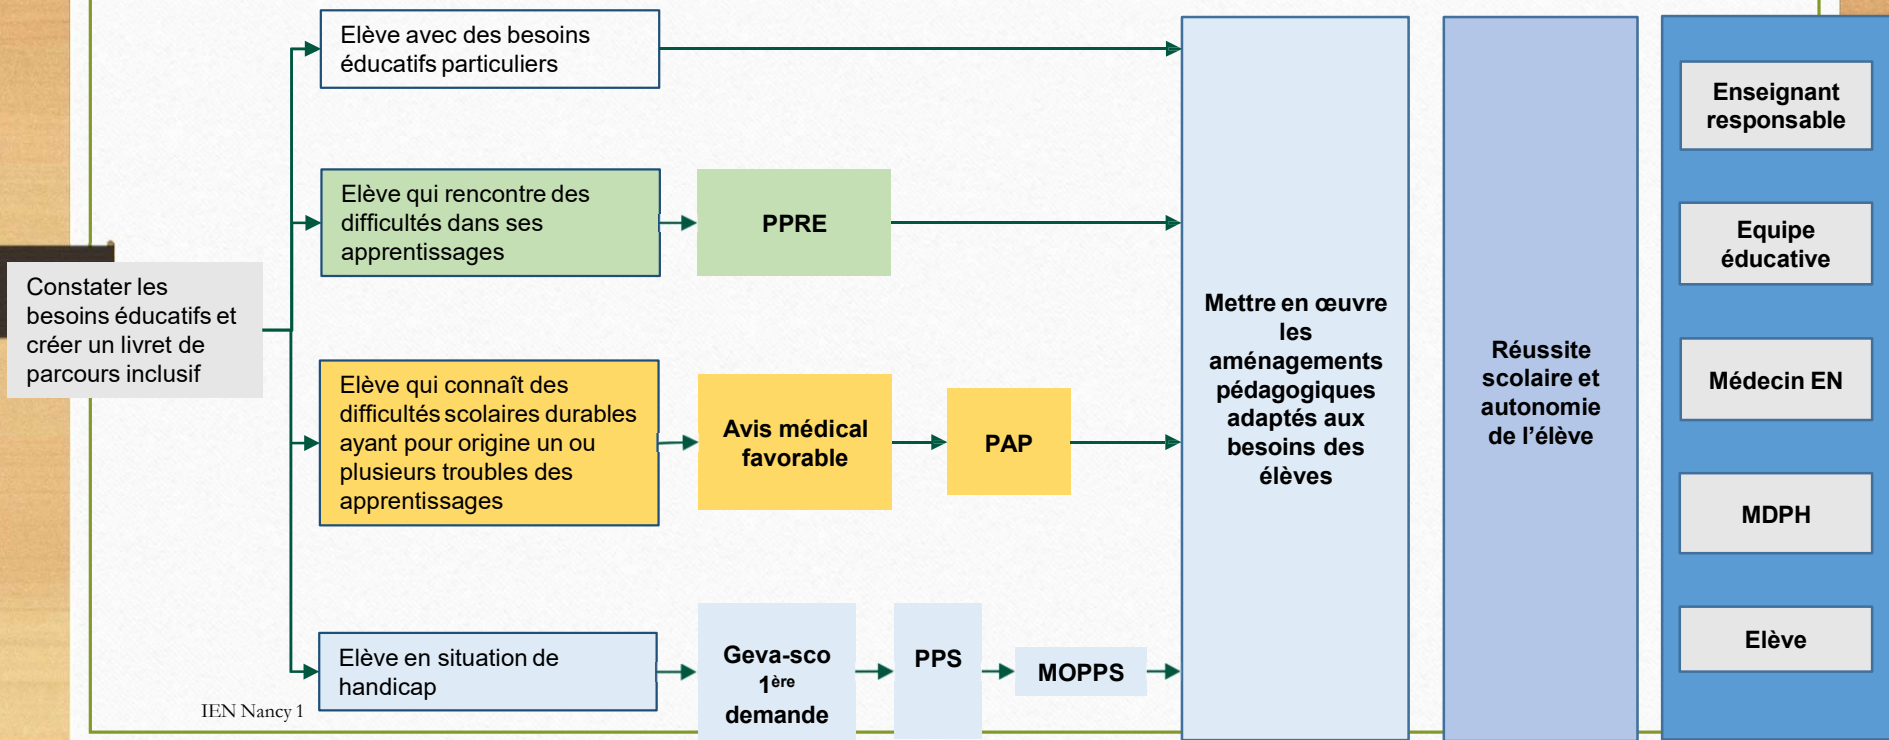 Elève avec des besoins
éducatifs particuliers
Elève qui rencontre des
difficultés dans ses
apprentissages
PPRE
Constater les
besoins éducatifs et
créer un livret de
parcours inclusif
Elève qui connaît des
difficultés scolaires durables
ayant pour origine un ou
plusieurs troubles des
apprentissages
Avis médical
favorable
PAP
Elève en situation de
handicap
Geva-sco
1ère
demande
PPS
MOPPS
Mettre en œuvre
les
aménagements
pédagogiques
adaptés aux
besoins des
élèves
Réussite
scolaire et
autonomie
de l’élève
Enseignant
responsable
Equipe
éducative
Médecin EN
MDPH
Elève
IEN Nancy 1